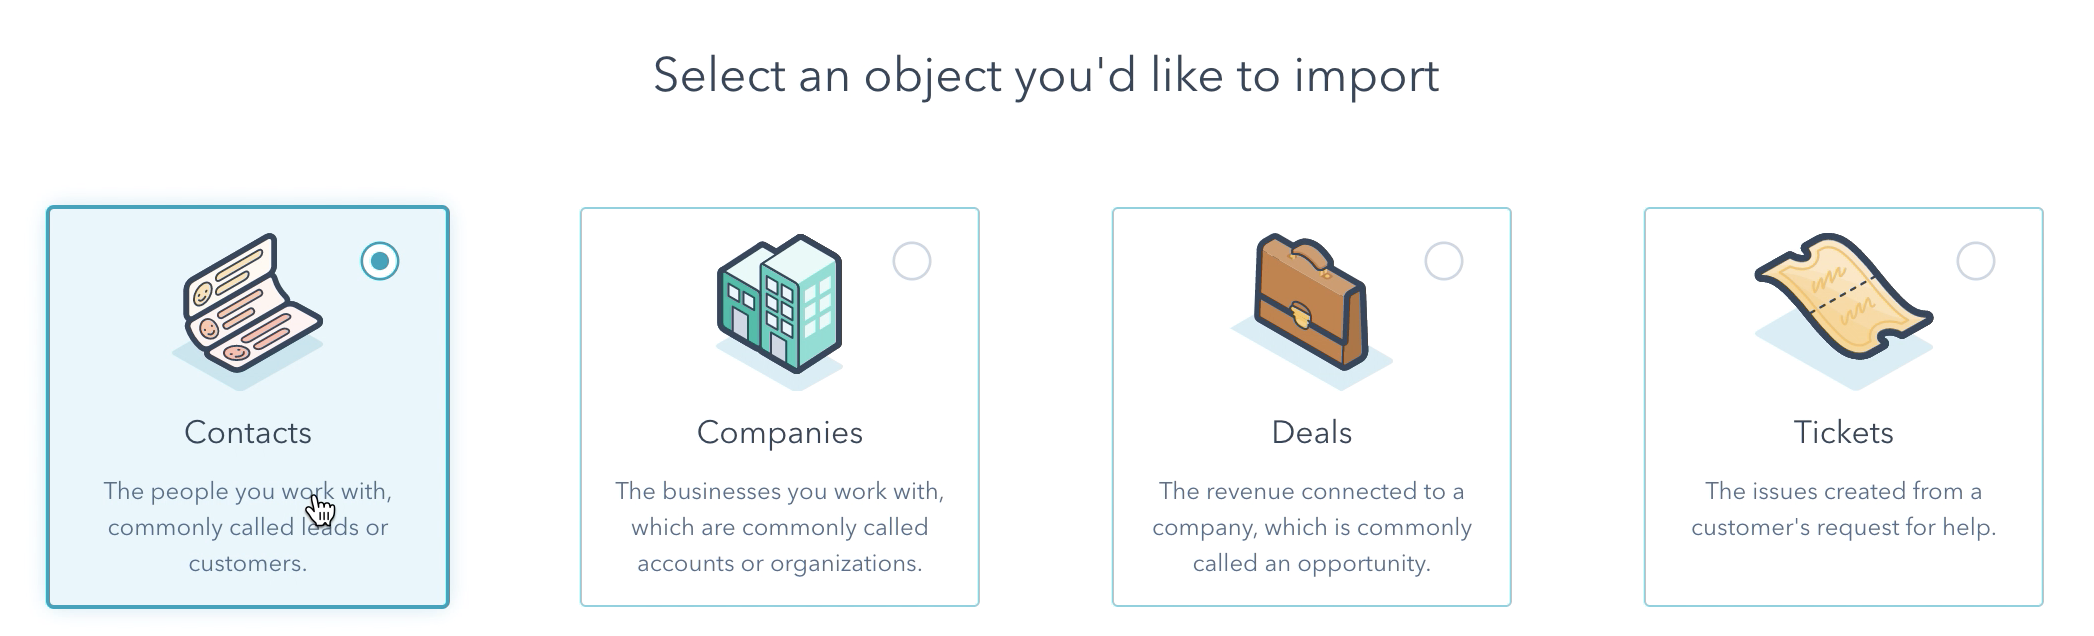 Select an object you'd like to import
Contacts
The people you work with,
commonly called leads or
customers.
Companies
The businesses you work with,
which are commonly called
accounts or organizations.
Deals
The revenue connected to a
company, which is commonly
called an opportunity.
Tickets
The issues created from a
customer's request for help.